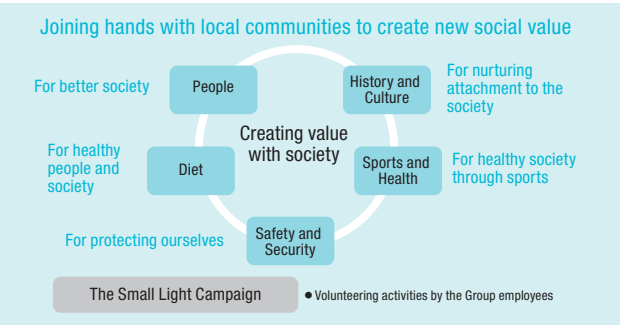 Joining hands with local communities to create new social value
For better society
People
History and
Culture
For nurturing
attachment to the
society
Creating value
with society
For healthy
people and
society
Diet
Sports and
Health
For healthy society
through sports
For protecting ourselves
Safety and
Security
The Small Light Campaign
● Volunteering activities by the Group employees